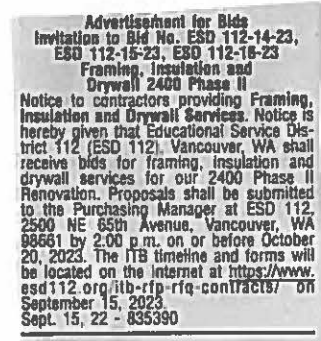 Advertisement for Bids
Invitation to Bid No. ESD 112-14-23,
ESD 112-15-23, ESD 112-16-23
Framing, Insulation and
Drywall 2400 Phase II
Notice to contractors providing Framing,
Insulation and Drywall Services. Notice is
hereby given that Educational Service Dis-
trict 112 (ESD 112), Vancouver, WA shall
receive bids for framing, insulation and
drywall services for our 2400 Phase II
Renovation. Proposals shall be submitted
to the Purchasing Manager at ESD 112,
2500 NE 65th Avenue, Vancouver, WA
98661 by 2:00 p.m. on or before October
20, 2023. The ITB timeline and forms will
be located on the Internet at https://www.
esd112.org/itb-rfp-rfq-contracts/ on
September 15, 2023.
Sept. 15, 22 - 835390